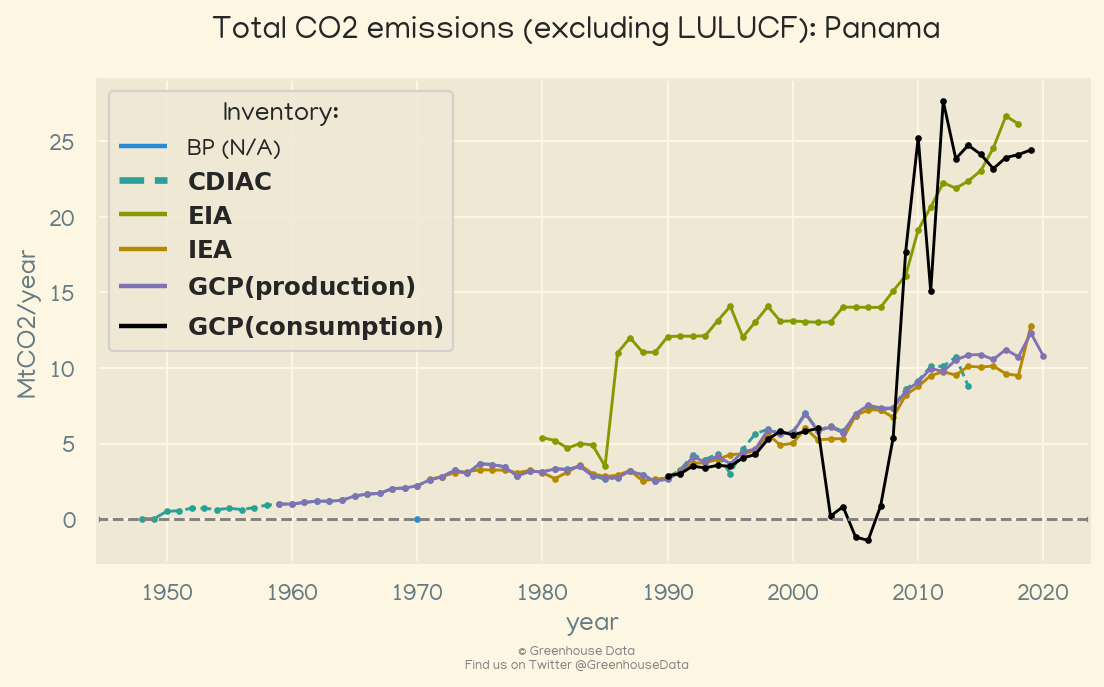 Total CO2 emissions (excluding LULUCF): Panama
Inventory:
BP (N/A)
CDIAC
EIA
IEA
GCP(production)
GCP(consumption)
MtCO2/year
25
20
15
10
5
0
1950 1960 1970 1980 1990 2000 2010 2020
year
© Greenhouse Data
Find us on Twitter @GreenhouseData